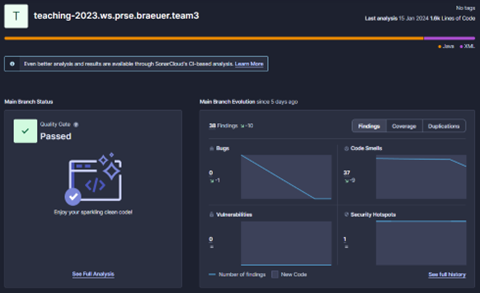 T
teaching-2023.ws.prse.braeuer.team3
No tags
Last analysis 15 Jan 2024 1.6k Lines of Code
Java XML
Even better analysis and results are available through SonarCloud's CI-based analysis. Learn More
Main Branch Status
Quality Gate
Passed
Enjoy your sparkling clean code!
See Full Analysis
Main Branch Evolution since 5 days ago
38 Findings
Findings Coverage Duplications
Bugs
0
Code Smells
37
Vulnerabilities
0
=
Security Hotspots
1
=
Number of findings New Code
See full history